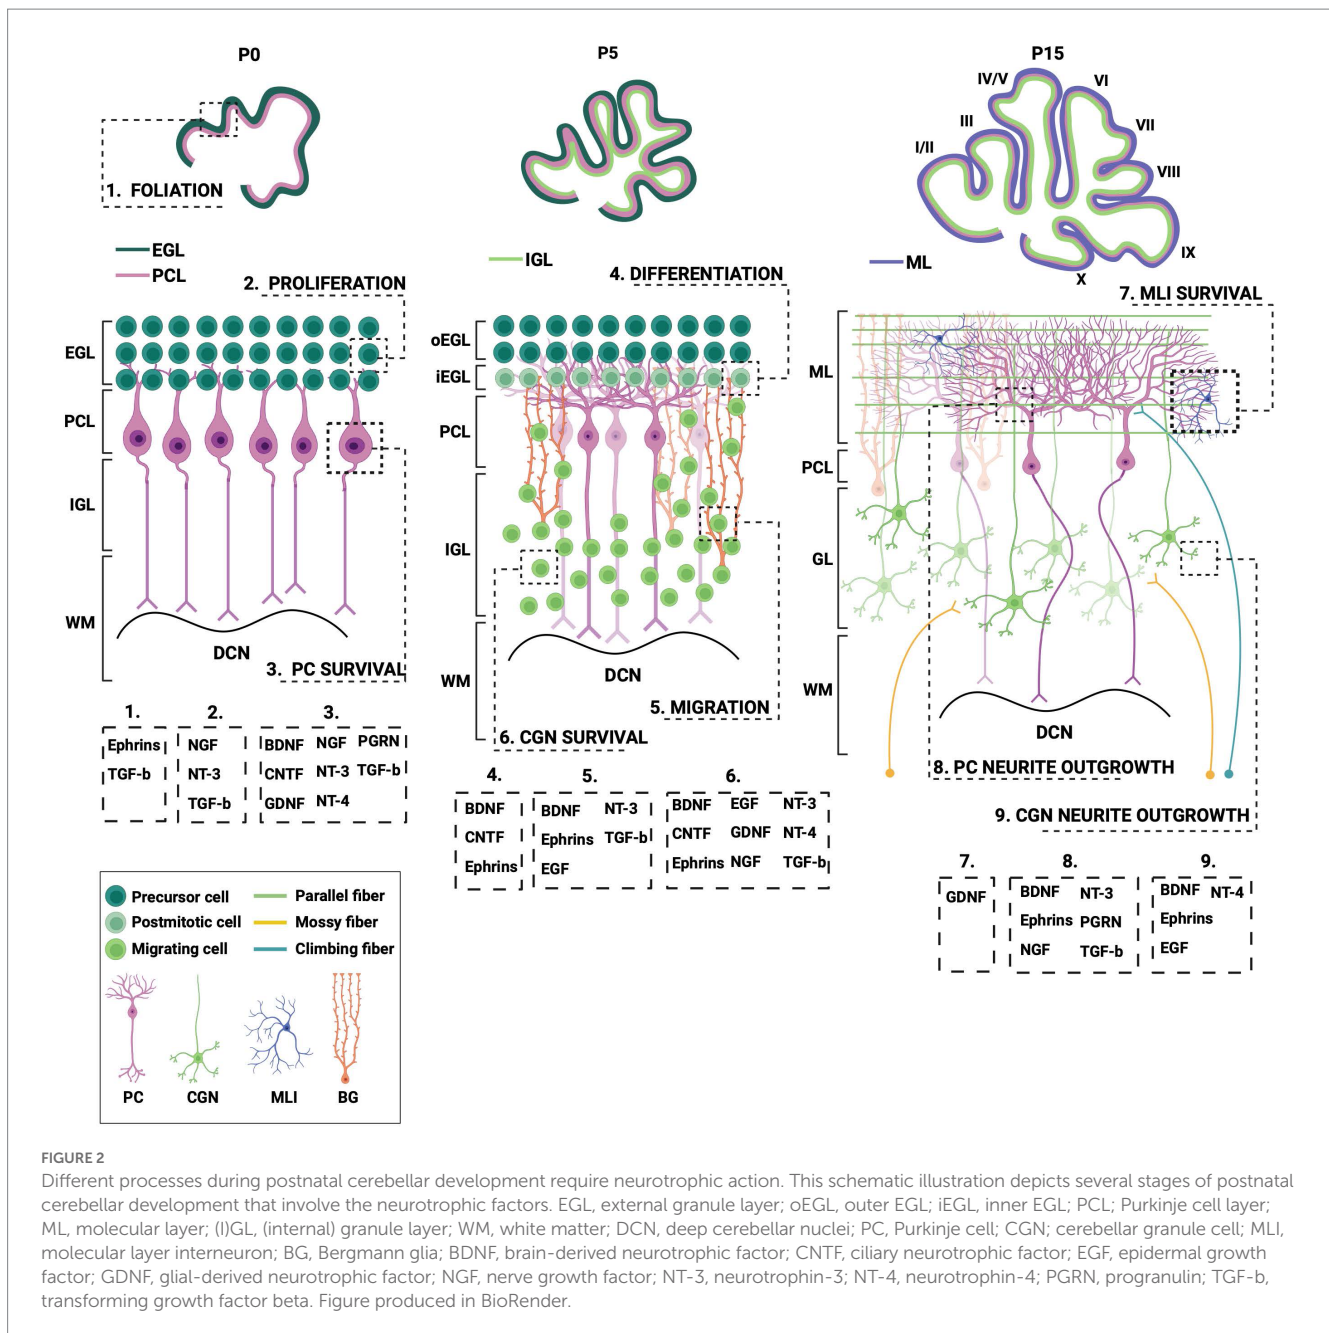 P0
1. FOLIATION
EGL
PCL
2. PROLIFERATION
EGL
PCL
IGL
WM
DCN
3. PC SURVIVAL
1.
Ephrins
TGF-b
2.
NGF
NT-3
TGF-b
3.
BDNF NGF PGRN
CNTF NT-3 TGF-b
GDNF NT-4
P5
IGL
4. DIFFERENTIATION
oEGL
iEGL
PCL
IGL
WM
DCN
5. MIGRATION
6. CGN SURVIVAL
4.
BDNF
CNTF
Ephrins
5.
BDNF NT-3
Ephrins TGF-b
EGF
6.
BDNF EGF NT-3
CNTF GDNF NT-4
Ephrins NGF TGF-b
P15
I/II
III
IV/V
VI
VII
VIII
IX
X
ML
7. MLI SURVIVAL
ML
PCL
GL
WM
DCN
8. PC NEURITE OUTGROWTH
9. CGN NEURITE OUTGROWTH
7.
GDNF
8.
BDNF NT-3
Ephrins PGRN
NGF TGF-b
9.
BDNF NT-4
Ephrins
EGF
Precursor cell
Postmitotic cell
Migrating cell
Parallel fiber
Mossy fiber
Climbing fiber
PC
CGN
MLI
BG
FIGURE 2
Different processes during postnatal cerebellar development require neurotrophic action. This schematic illustration depicts several stages of postnatal
cerebellar development that involve the neurotrophic factors. EGL, external granule layer; oEGL, outer EGL; iEGL, inner EGL; PCL; Purkinje cell layer;
ML, molecular layer; (I)GL, (internal) granule layer; WM, white matter; DCN, deep cerebellar nuclei; PC, Purkinje cell; CGN; cerebellar granule cell; MLI,
molecular layer interneuron; BG, Bergmann glia; BDNF, brain-derived neurotrophic factor; CNTF, ciliary neurotrophic factor; EGF, epidermal growth
factor; GDNF, glial-derived neurotrophic factor; NGF, nerve growth factor; NT-3, neurotrophin-3; NT-4, neurotrophin-4; PGRN, progranulin; TGF-b,
transforming growth factor beta. Figure produced in BioRender.